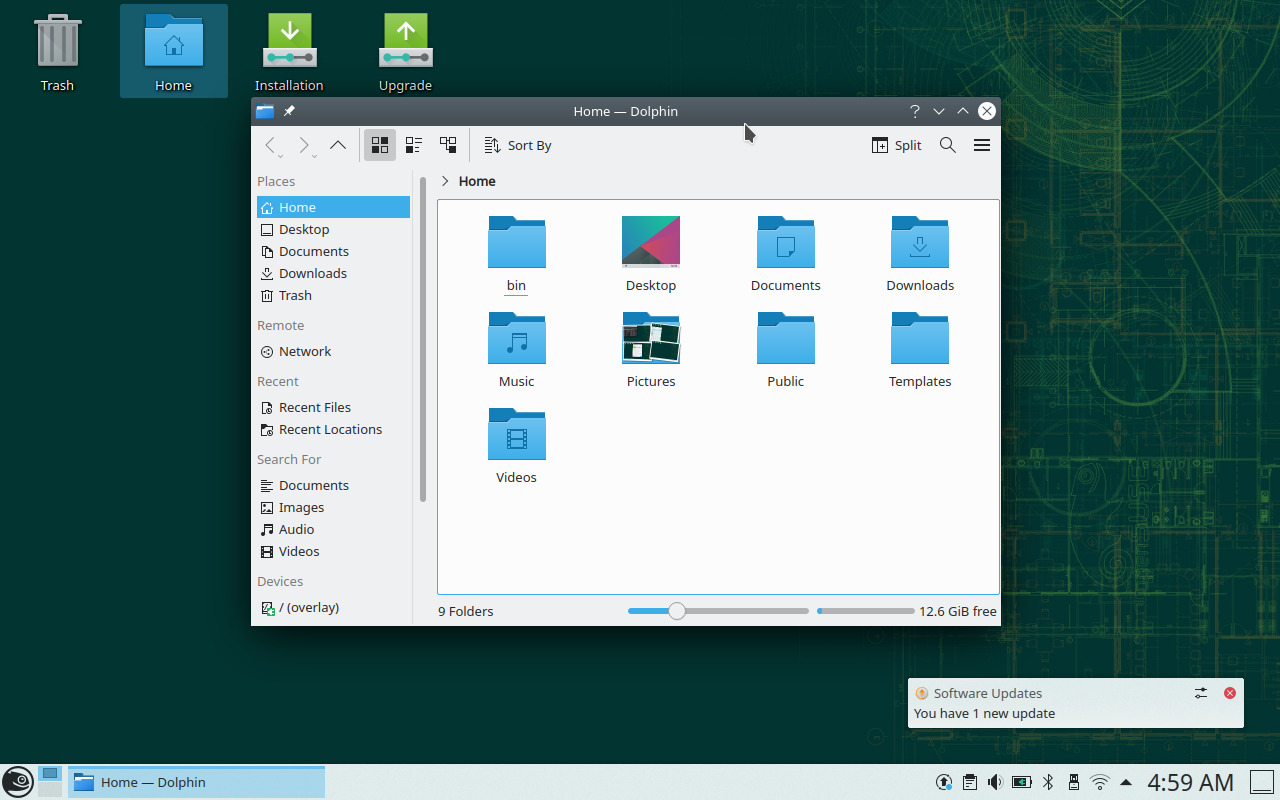 Trash
Home
Installation
Upgrade
Home — Dolphin
Sort By
Split
Places
Home
Desktop
Documents
Downloads
Trash
Remote
Network
Recent
Recent Files
Recent Locations
Search For
Documents
Images
Audio
Videos
Devices
/ (overlay)
Home
bin
Desktop
Documents
Downloads
Music
Pictures
Public
Templates
Videos
9 Folders
12.6 GiB free
Software Updates
You have 1 new update
Home — Dolphin
4:59 AM